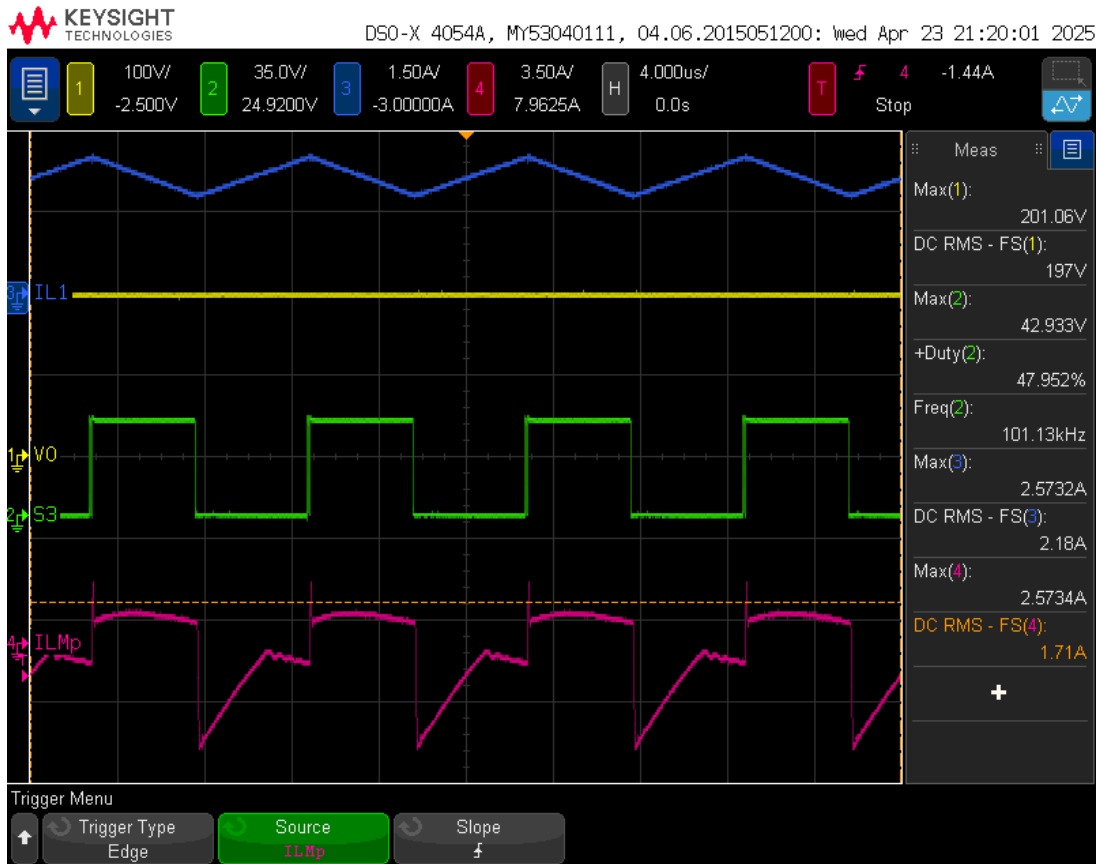 KEYSIGHT
TECHNOLOGIES
DSO-X 4054A, MY53040111, 04.06.2015051200: Wed Apr 23 21:20:01 2025
1 100V/ 2 35.0V/ 3 1.50A/ 4 3.50A/ H 4.000us/ T 4 -1.44A
-2.500V 24.9200V -3.00000A 7.9625A 0.0s Stop
Meas
Max(1):
201.06V
DC RMS - FS(1):
197V
Max(2):
42.933V
+Duty(2):
47.952%
Freq(2):
101.13kHz
Max(3):
2.5732A
DC RMS - FS(3):
2.18A
Max(4):
2.5734A
DC RMS - FS(4):
1.71A
+
3 IL1
1 V0
2 S3
4 ILMp
T
Trigger Menu
Trigger Type
Edge
Source
ILMp
Slope